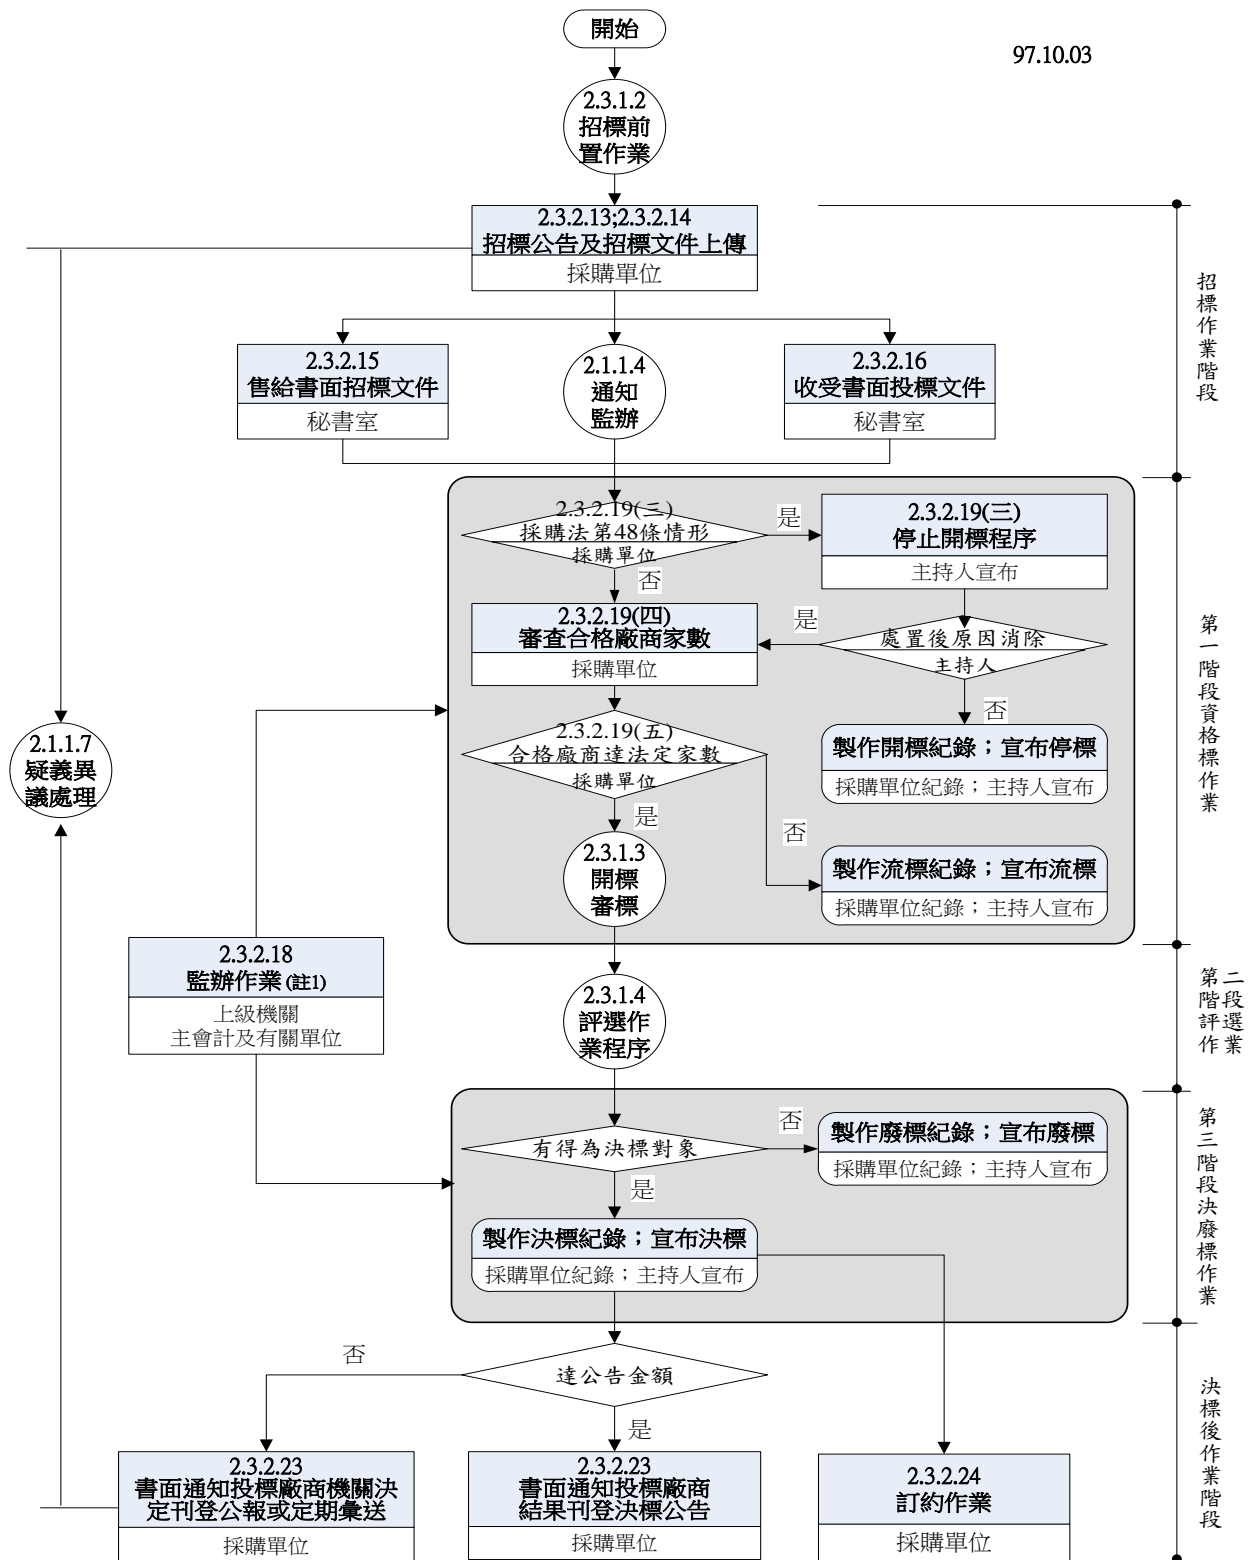 開始
97.10.03
2.3.1.2
招標前
置作業
2.3.2.13;2.3.2.14
招標公告及招標文件上傳
採購單位
招標作業階段
2.3.2.15
售給書面招標文件
秘書室
2.1.1.4
通知
監辦
2.3.2.16
收受書面投標文件
秘書室
2.3.2.19(三)
採購法第48條情形
採購單位
是
否
2.3.2.19(三)
停止開標程序
主持人宣布
2.3.2.19(四)
審查合格廠商家數
採購單位
是
處置後原因消除
主持人
否
第一階段資格標作業
2.3.2.19(五)
合格廠商達法定家數
採購單位
是
否
製作開標紀錄；宣布停標
採購單位紀錄；主持人宣布
2.1.1.7
疑義異
議處理
2.3.1.3
開標
審標
製作流標紀錄；宣布流標
採購單位紀錄；主持人宣布
2.3.2.18
監辦作業(註1)
上級機關
主會計及有關單位
2.3.1.4
評選作
業程序
第二
階段
評選
作業
有得為決標對象
否
是
製作廢標紀錄；宣布廢標
採購單位紀錄；主持人宣布
製作決標紀錄；宣布決標
採購單位紀錄；主持人宣布
第三階段決廢標作業
達公告金額
否
是
2.3.2.23
書面通知投標廠商機關決
定刊登公報或定期彙送
採購單位
2.3.2.23
書面通知投標廠商
結果刊登決標公告
採購單位
2.3.2.24
訂約作業
採購單位
決標後作業階段